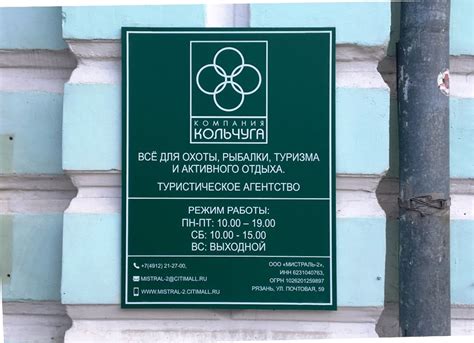 КОМПАНИЯ
КОЛЬЧУГА
ВСЁ ДЛЯ ОХОТЫ, РЫБАЛКИ, ТУРИЗМА
И АКТИВНОГО ОТДЫХА.
ТУРИСТИЧЕСКОЕ АГЕНТСТВО
РЕЖИМ РАБОТЫ:
ПН-ПТ: 10.00 – 19.00
СБ: 10.00 - 15.00
ВС: ВЫХОДНОЙ
+7(4912) 21-27-00,
MISTRAL-2@CITIMALL.RU
WWW.MISTRAL-2.CITIMALL.RU
ООО «МИСТРАЛЬ-2»,
ИНН 6231040763,
ОГРН 1026201259897
РЯЗАНЬ, УЛ. ПОЧТОВАЯ, 59